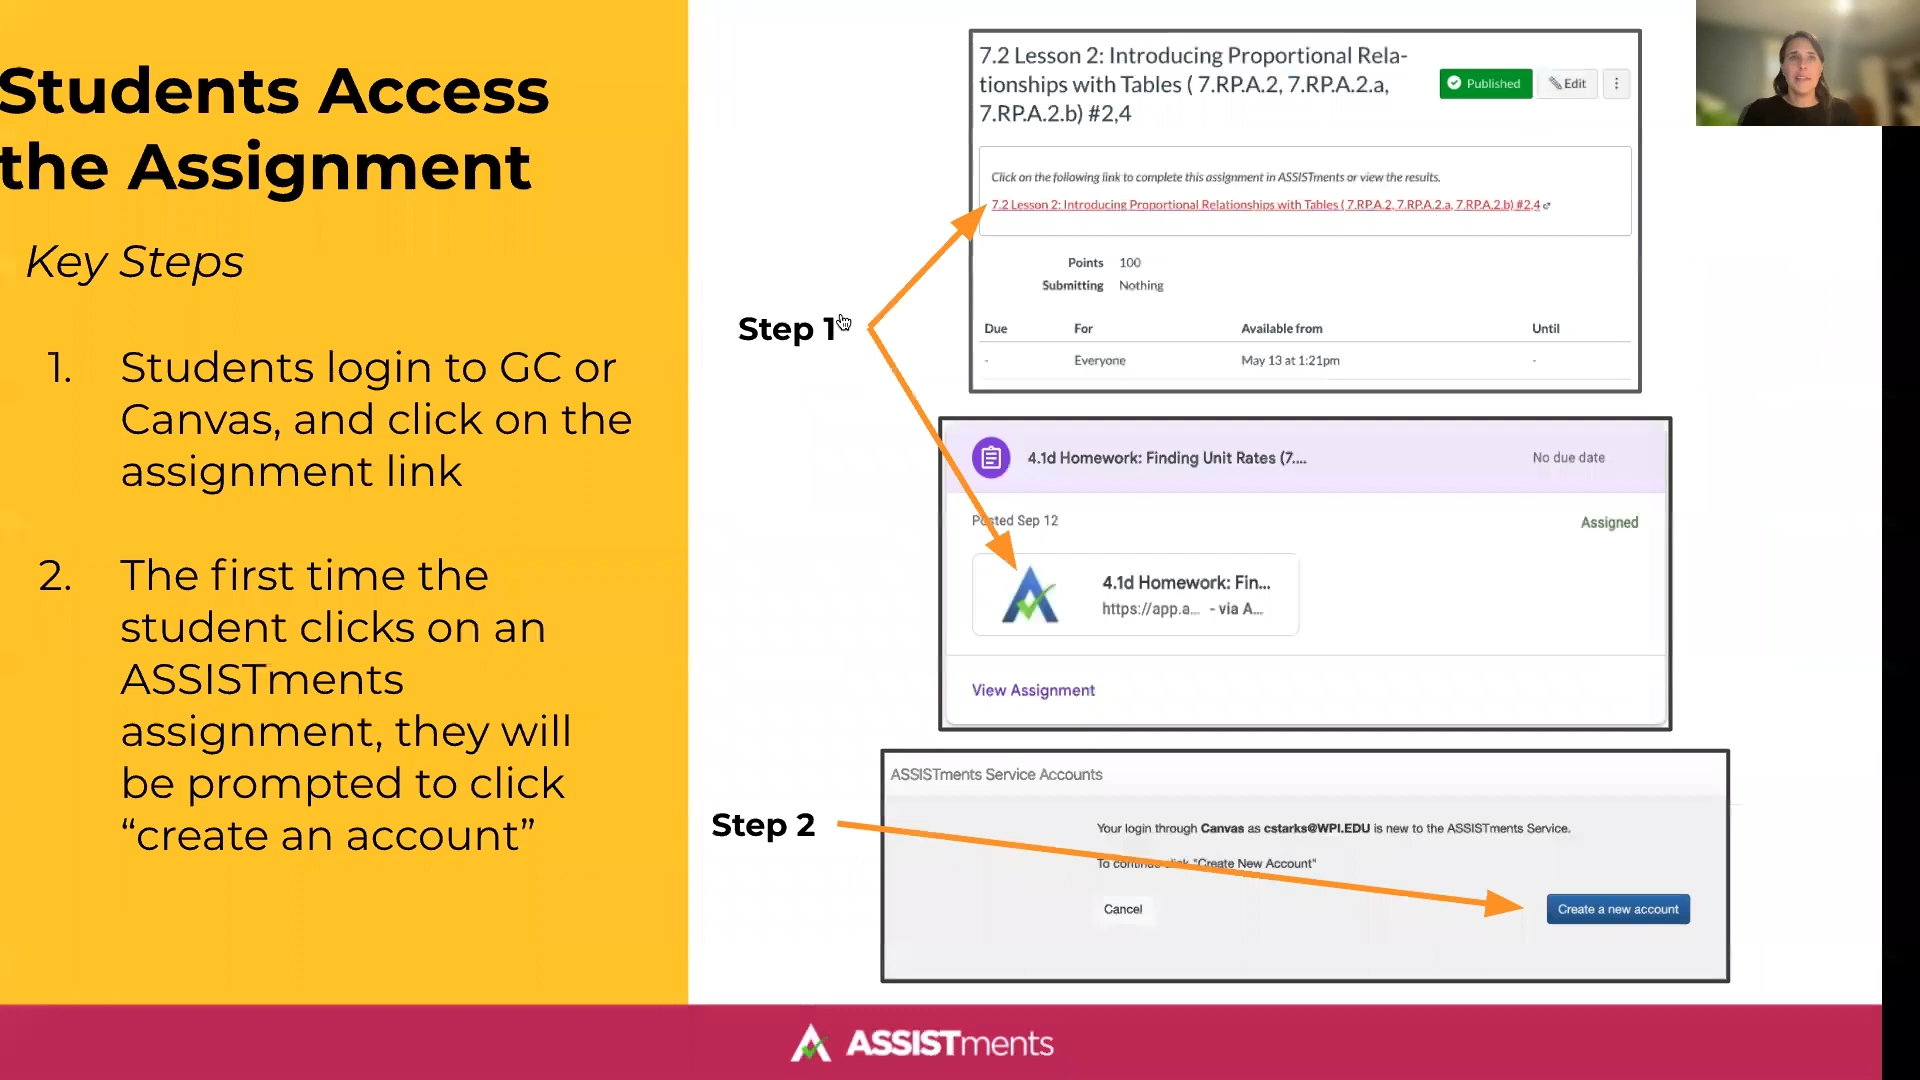 Students Access
the Assignment
Key Steps
1. Students login to GC or
Canvas, and click on the
assignment link
2. The first time the
student clicks on an
ASSISTments
assignment, they will
be prompted to click
“create an account”
Step 1
7.2 Lesson 2: Introducing Proportional Rela-
tionships with Tables ( 7.RP.A.2, 7.RP.A.2.a,
7.RP.A.2.b) #2,4
Published
Edit
Click on the following link to complete this assignment in ASSISTments or view the results.
7.2 Lesson 2: Introducing Proportional Relationships with Tables ( 7.RP.A.2, 7.RP.A.2.a, 7.RP.A.2.b) #2,4
Points 100
Submitting Nothing
Due For Available from Until
- Everyone May 13 at 1:21pm -
4.1d Homework: Finding Unit Rates (7....
No due date
Posted Sep 12
Assigned
4.1d Homework: Fin...
https://app.a... - via A...
View Assignment
Step 2
ASSISTments Service Accounts
Your login through Canvas as cstarks@WPI.EDU is new to the ASSISTments Service.
To continue click "Create New Account"
Cancel
Create a new account
ASSISTments